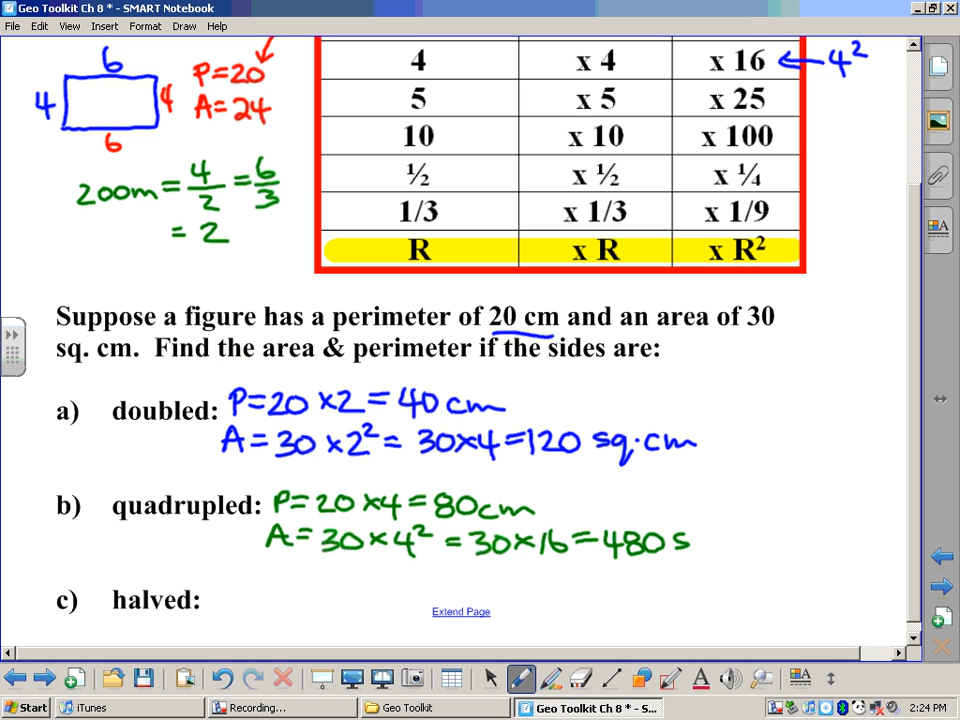 Geo Toolkit Ch 8 * - SMART Notebook
File Edit View Insert Format Draw Help
6
4
4
6
P=20
A=24
200m = 4/2 = 6/3
= 2
4 x 4 x 16 ← 4²
5 x 5 x 25
10 x 10 x 100
½ x ½ x ¼
1/3 x 1/3 x 1/9
R x R x R²
Suppose a figure has a perimeter of 20 cm and an area of 30
sq. cm. Find the area & perimeter if the sides are:
a) doubled: P=20 x2 = 40 cm
A = 30 x 2² = 30x4 = 120 sq.cm
b) quadrupled: P=20 x4 = 80cm
A = 30 x 4² = 30 x 16 = 480 s
c) halved:
Extend Page
Start iTunes Recording... Geo Toolkit Geo Toolkit Ch 8 * - S... 2:24 PM